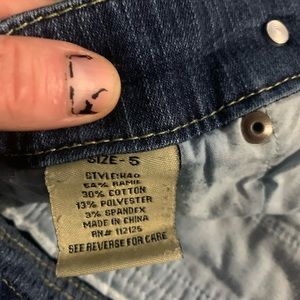 SIZE - 5
STYLE: H40
54% RAMIE
30% COTTON
13% POLYESTER
3% SPANDEX
MADE IN CHINA
RN# 112125
SEE REVERSE FOR CARE